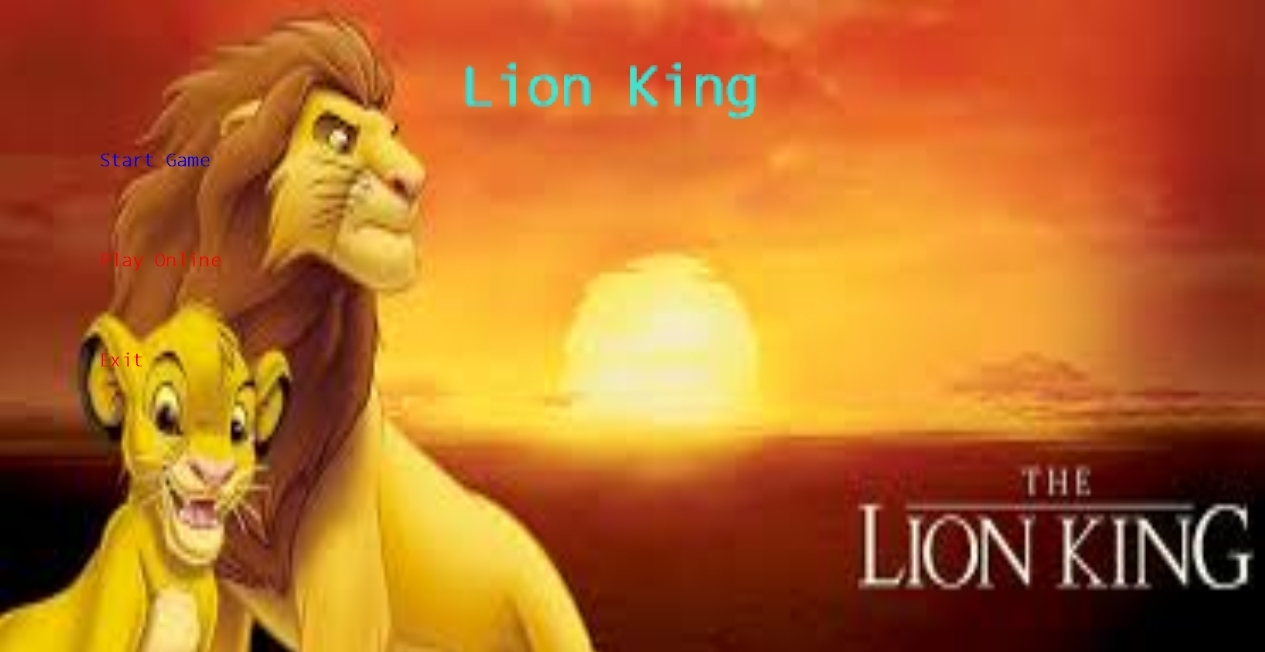 Lion King
Start Game
Play Online
Exit
THE
LION KING